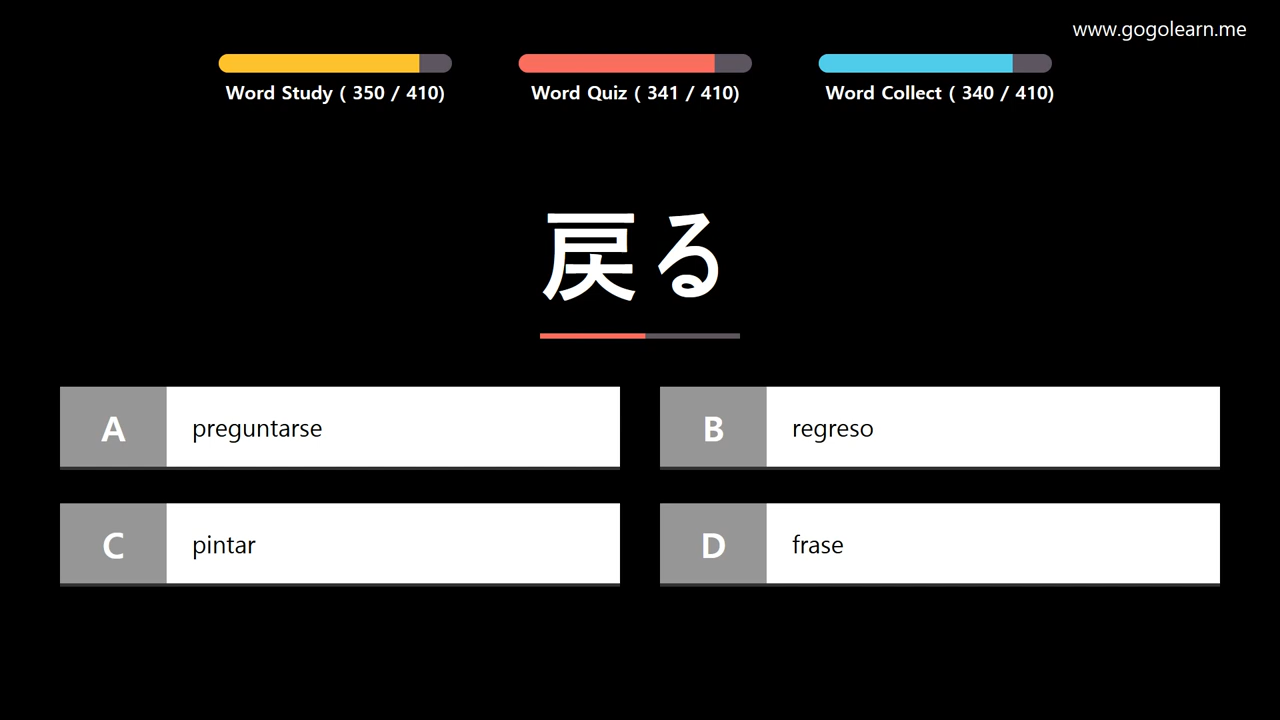 www.gogolearn.me
Word Study ( 350 / 410)
Word Quiz ( 341 / 410)
Word Collect ( 340 / 410)
戻る
A preguntarse
B regreso
C pintar
D frase